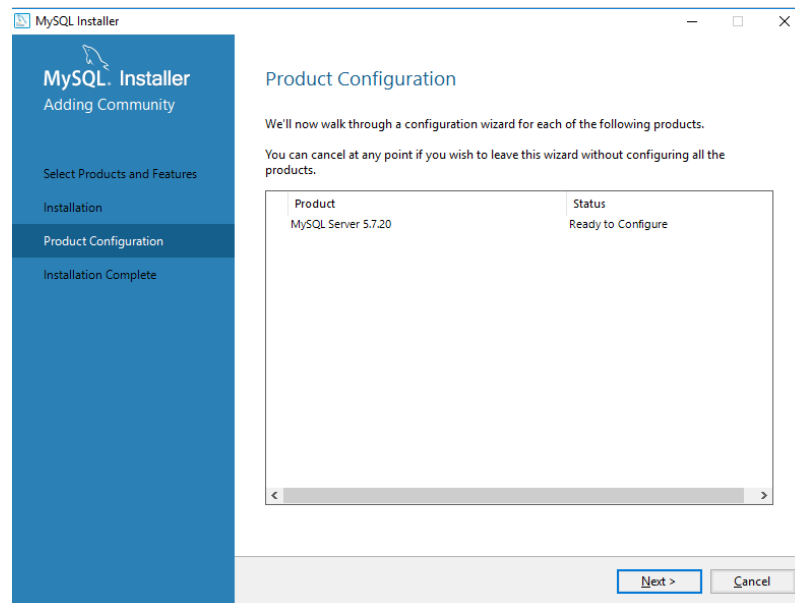 MySQL Installer
MySQL. Installer
Adding Community
Select Products and Features
Installation
Product Configuration
Installation Complete
Product Configuration
We'll now walk through a configuration wizard for each of the following products.
You can cancel at any point if you wish to leave this wizard without configuring all the
products.
Product Status
MySQL Server 5.7.20 Ready to Configure
Next > Cancel